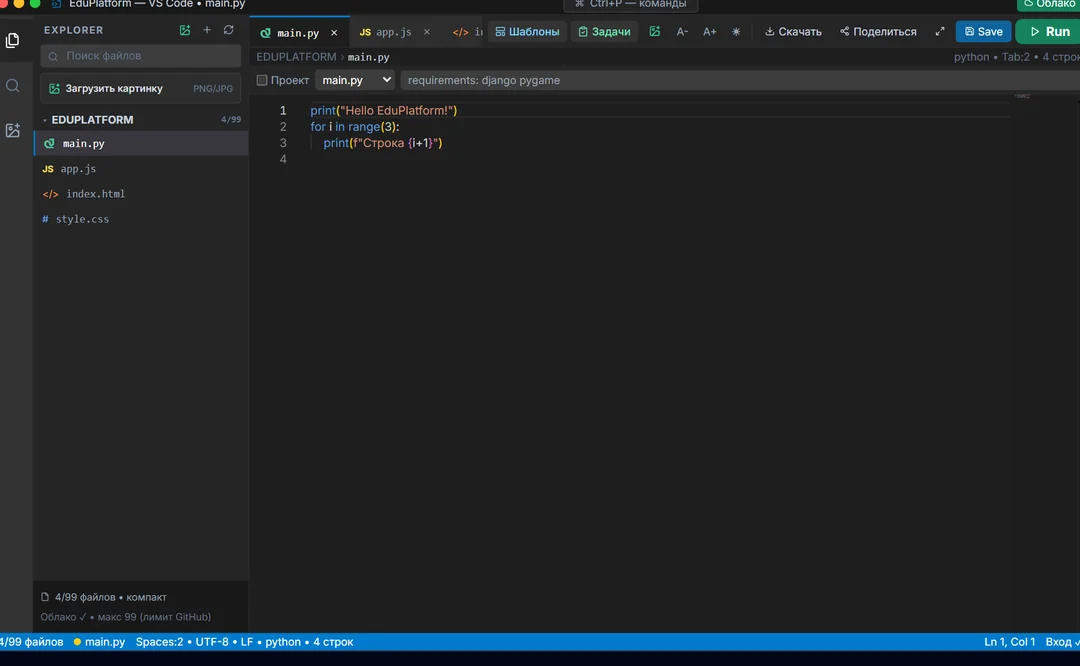 EduPlatform — VS Code • main.py
⌘ Ctrl+P — команды
Облако
EXPLORER
Поиск файлов
Загрузить картинку PNG/JPG
EDUPLATFORM 4/99
main.py
JS app.js
</> index.html
# style.css
4/99 файлов • компакт
Облако ✓ • макс 99 (лимит GitHub)
main.py ×
JS app.js ×
</>
Шаблоны
Задачи
A-
A+
Скачать
Поделиться
Save
Run
EDUPLATFORM › main.py
python • Tab:2 • 4 строк
Проект main.py requirements: django pygame
1 print("Hello EduPlatform!")
2 for i in range(3):
3 print(f"Строка {i+1}")
4
4/99 файлов main.py Spaces:2 • UTF-8 • LF • python • 4 строк
Ln 1, Col 1 Вход ✓